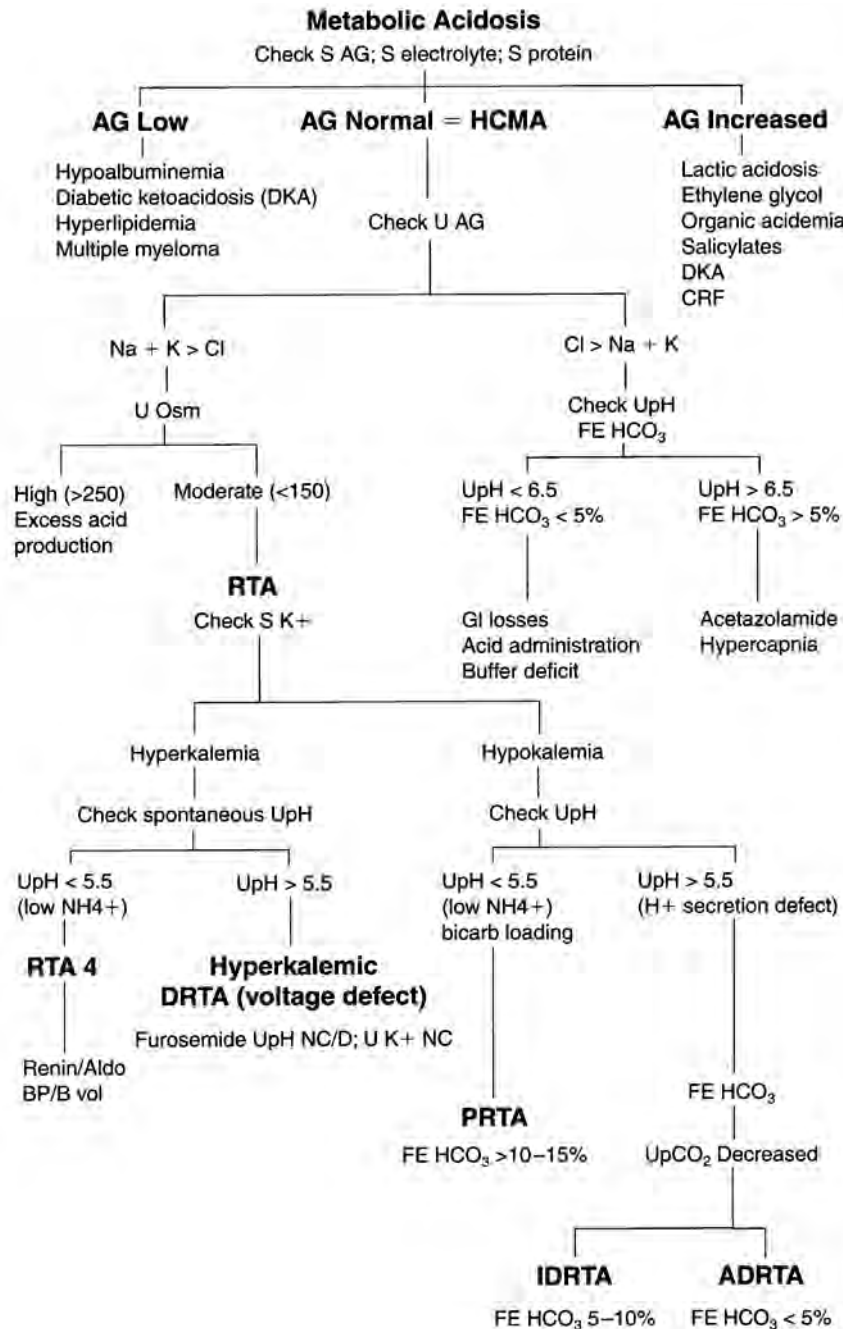 Metabolic Acidosis
Check S AG; S electrolyte; S protein
AG Low
AG Normal = HCMA
AG Increased
Hypoalbuminemia
Diabetic ketoacidosis (DKA)
Hyperlipidemia
Multiple myeloma
Check U AG
Lactic acidosis
Ethylene glycol
Organic acidemia
Salicylates
DKA
CRF
Na + K > Cl
Cl > Na + K
U Osm
Check UpH
FE HCO₃
High (>250)
Excess acid
production
Moderate (<150)
UpH < 6.5
FE HCO₃ < 5%
UpH > 6.5
FE HCO₃ > 5%
RTA
Check S K+
GI losses
Acid administration
Buffer deficit
Acetazolamide
Hypercapnia
Hyperkalemia
Hypokalemia
Check spontaneous UpH
Check UpH
UpH < 5.5
(low NH4+)
UpH > 5.5
UpH < 5.5
(low NH4+)
bicarb loading
UpH > 5.5
(H+ secretion defect)
RTA 4
Hyperkalemic
DRTA (voltage defect)
Furosemide UpH NC/D; U K+ NC
Renin/Aldo
BP/B vol
PRTA
FE HCO₃ >10–15%
FE HCO₃
UpCO₂ Decreased
IDRTA
ADRTA
FE HCO₃ 5–10%
FE HCO₃ < 5%